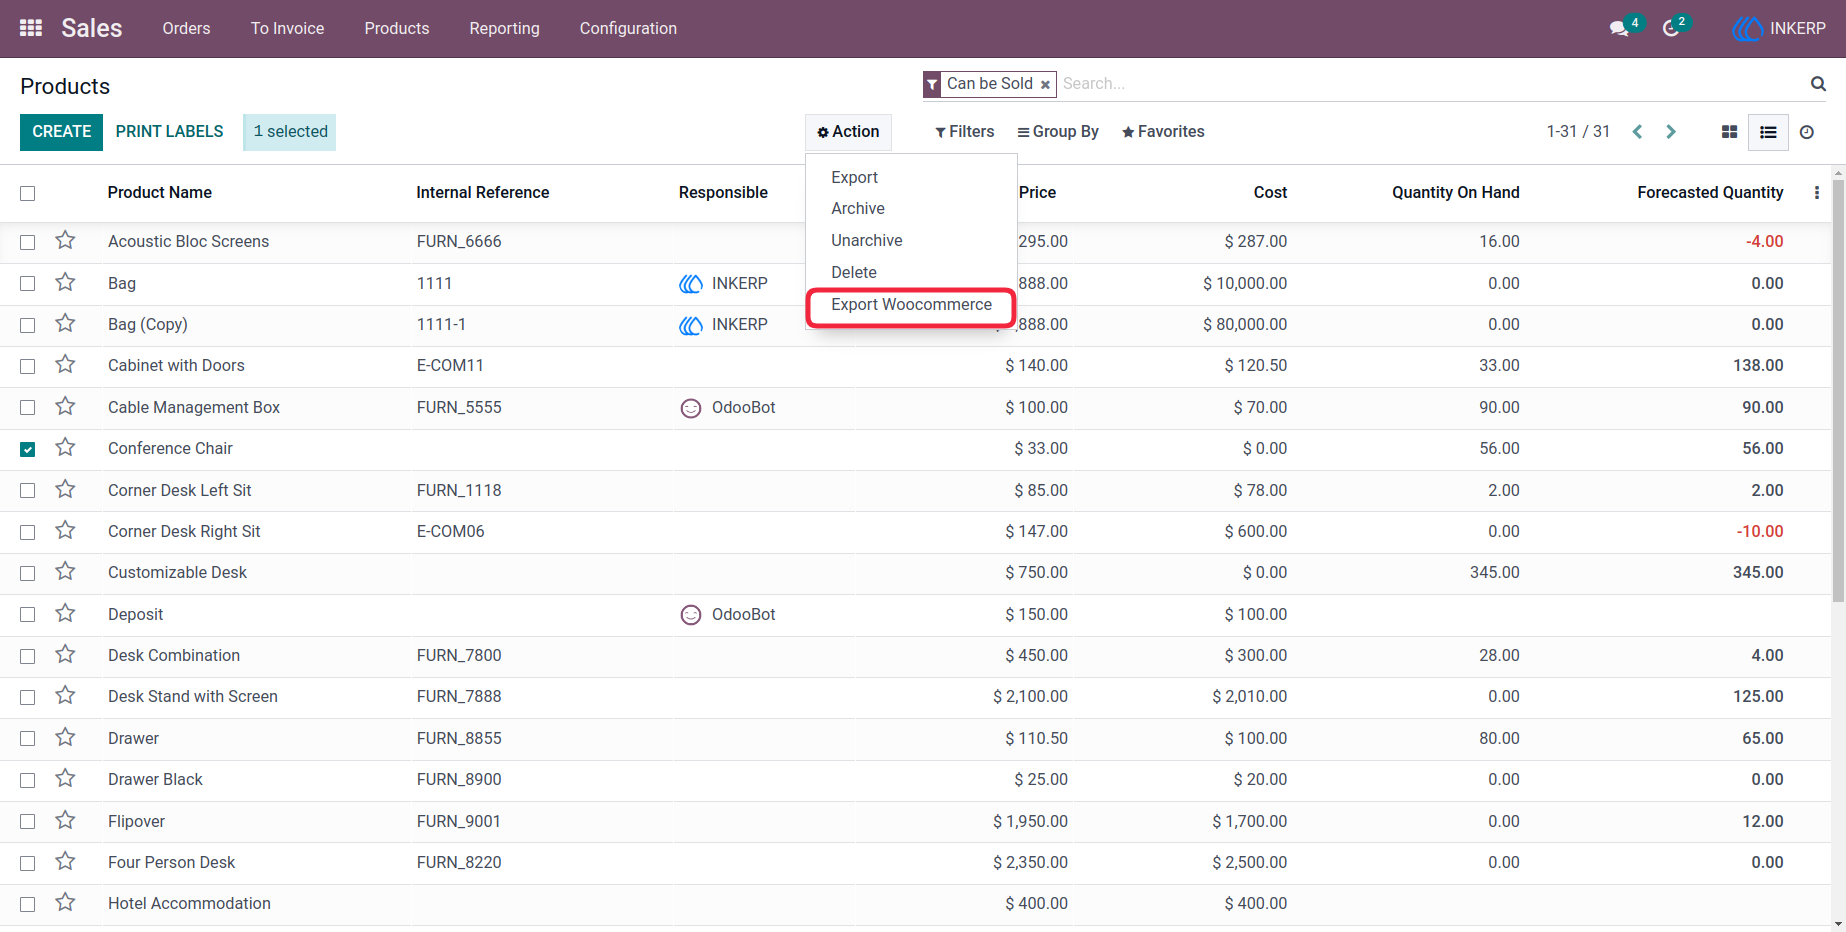 Sales Orders To Invoice Products Reporting Configuration 4 2 INKERP
Products Can be Sold Search...
CREATE PRINT LABELS 1 selected Action Filters Group By Favorites 1-31 / 31
Export
Archive
Unarchive
Delete
Export Woocommerce
Product Name Internal Reference Responsible Price Cost Quantity On Hand Forecasted Quantity
Acoustic Bloc Screens FURN_6666 295.00 $ 287.00 16.00 -4.00
Bag 1111 INKERP 888.00 $ 10,000.00 0.00 0.00
Bag (Copy) 1111-1 INKERP 888.00 $ 80,000.00 0.00 0.00
Cabinet with Doors E-COM11 $ 140.00 $ 120.50 33.00 138.00
Cable Management Box FURN_5555 OdooBot $ 100.00 $ 70.00 90.00 90.00
Conference Chair $ 33.00 $ 0.00 56.00 56.00
Corner Desk Left Sit FURN_1118 $ 85.00 $ 78.00 2.00 2.00
Corner Desk Right Sit E-COM06 $ 147.00 $ 600.00 0.00 -10.00
Customizable Desk $ 750.00 $ 0.00 345.00 345.00
Deposit OdooBot $ 150.00 $ 100.00
Desk Combination FURN_7800 $ 450.00 $ 300.00 28.00 4.00
Desk Stand with Screen FURN_7888 $ 2,100.00 $ 2,010.00 0.00 125.00
Drawer FURN_8855 $ 110.50 $ 100.00 80.00 65.00
Drawer Black FURN_8900 $ 25.00 $ 20.00 0.00 0.00
Flipover FURN_9001 $ 1,950.00 $ 1,700.00 0.00 12.00
Four Person Desk FURN_8220 $ 2,350.00 $ 2,500.00 0.00 0.00
Hotel Accommodation $ 400.00 $ 400.00